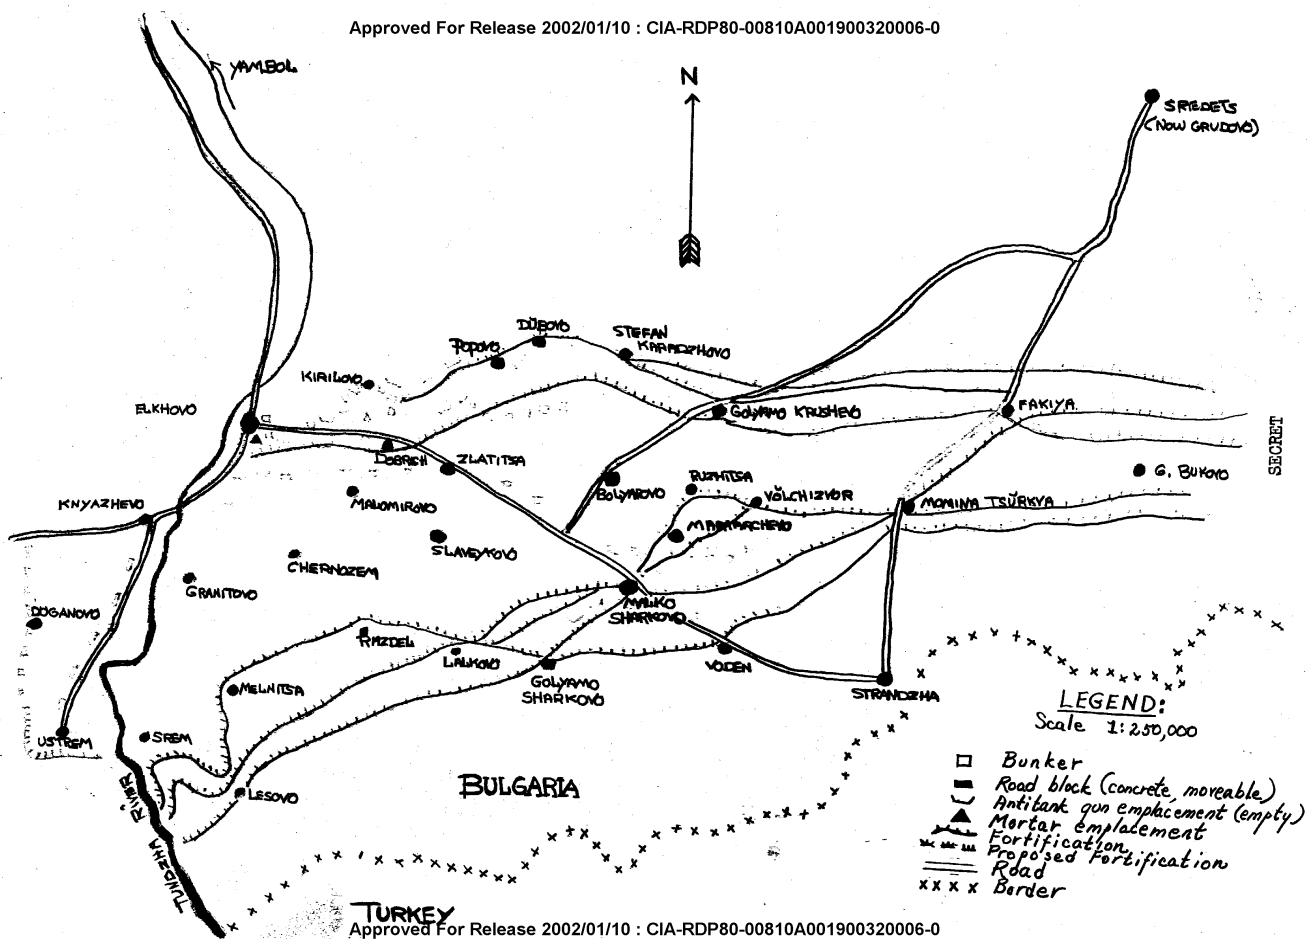 Approved For Release 2002/01/10 : CIA-RDP80-00810A001900320006-0
YAMBOL
N
SREDETS
(NOW GRUDOVO)
DŬBOVO
POPOVO
STEFAN
KARADZHOVO
KIRILOVO
ELKHOVO
GOLYAMO KRUSHEVO
FAKIYA
DOBRICH
ZLATITSA
SECRET
G. BUKOVO
KNYAZHEVO
MALOMIROVO
BOLYAROVO
RUZHITSA
VŎLCHIZVOR
MOMINA TSŬRKVA
MAMARCHEVO
SLAVEYKOVO
CHERNOZEM
GRANITOVO
DOGANOVO
MALKO
SHARKOVO
RAZDEL
LALKOVO
VODEN
GOLYAMO
SHARKOVO
STRANDZHA
MELNITSA
USTREM
SREM
LESOVO
BULGARIA
TUNDZHA RIVER
TURKEY
LEGEND:
Scale 1:250,000
Bunker
Road block (concrete, moveable)
Antitank gun emplacement (empty)
Mortar emplacement
Fortification
Proposed Fortification
Road
Border
Approved For Release 2002/01/10 : CIA-RDP80-00810A001900320006-0